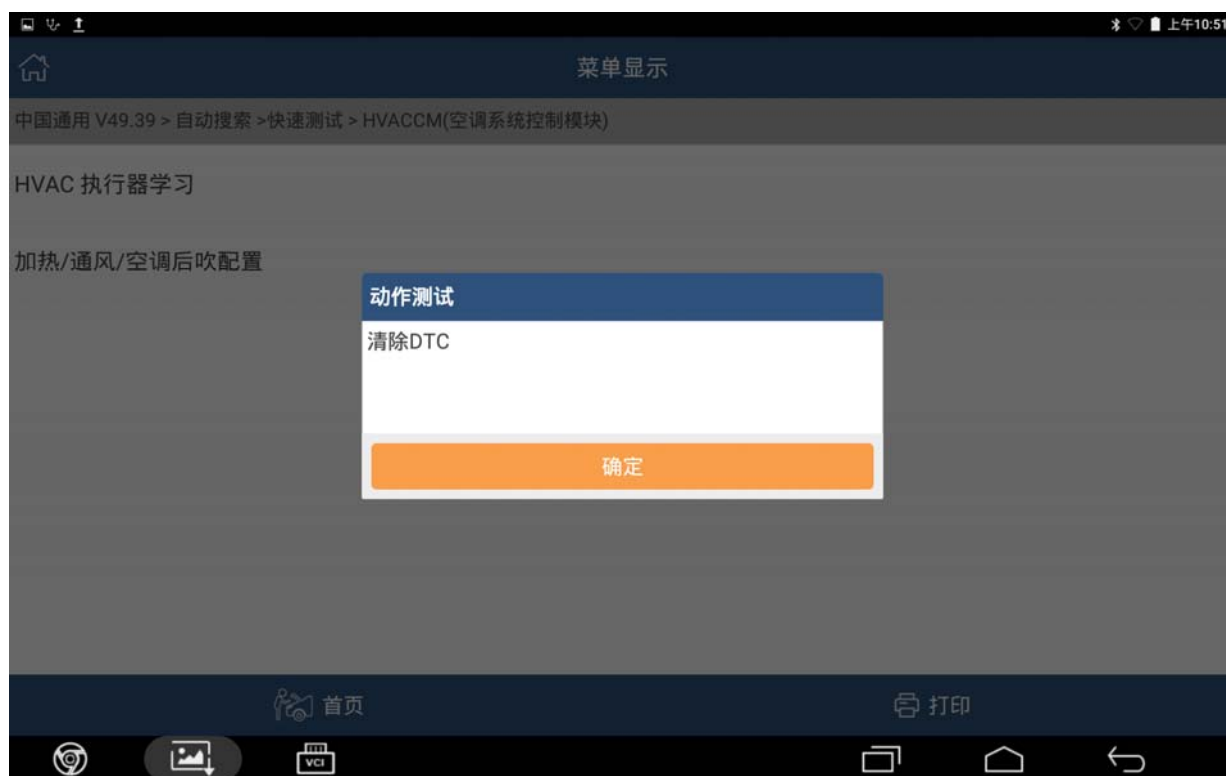 上午10:51
菜单显示
中国通用 V49.39 > 自动搜索 >快速测试 > HVACCM(空调系统控制模块)
HVAC 执行器学习
加热/通风/空调后吹配置
动作测试
清除DTC
确定
首页
打印
VCI